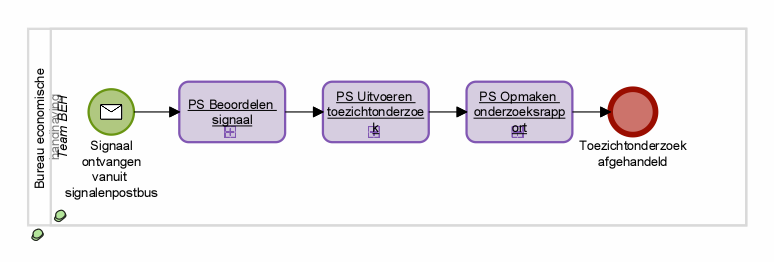 Bureau economische
handhaving
Team BEH
Signaal
ontvangen
vanuit
signalenpostbus
PS Beoordelen
signaal
PS Uitvoeren
toezichtonderzoe
k
PS Opmaken
onderzoeksrapp
ort
Toezichtonderzoek
afgehandeld